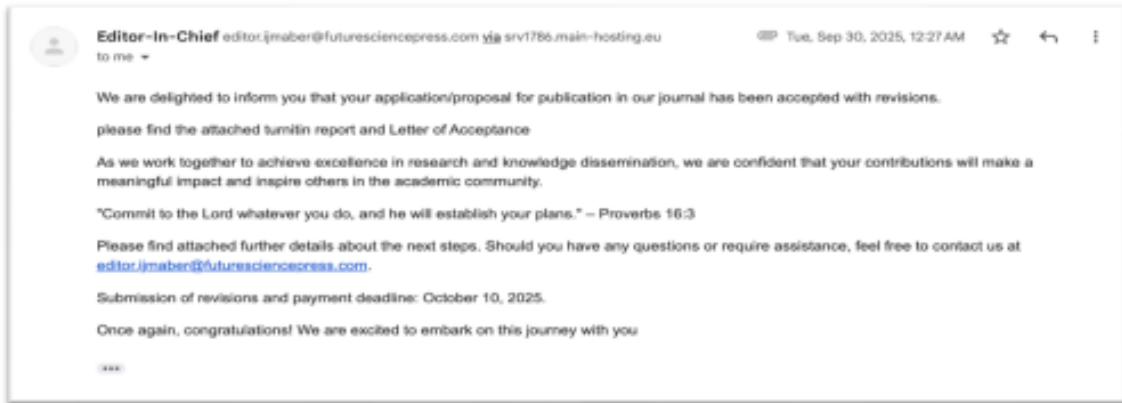 Editor-In-Chief editor.ijmaber@futuresciencepress.com via srv1786.main-hosting.eu Tue, Sep 30, 2025, 12:27 AM
to me
We are delighted to inform you that your application/proposal for publication in our journal has been accepted with revisions.
please find the attached turnitin report and Letter of Acceptance
As we work together to achieve excellence in research and knowledge dissemination, we are confident that your contributions will make a
meaningful impact and inspire others in the academic community.
"Commit to the Lord whatever you do, and he will establish your plans." – Proverbs 16:3
Please find attached further details about the next steps. Should you have any questions or require assistance, feel free to contact us at
editor.ijmaber@futuresciencepress.com.
Submission of revisions and payment deadline: October 10, 2025.
Once again, congratulations! We are excited to embark on this journey with you